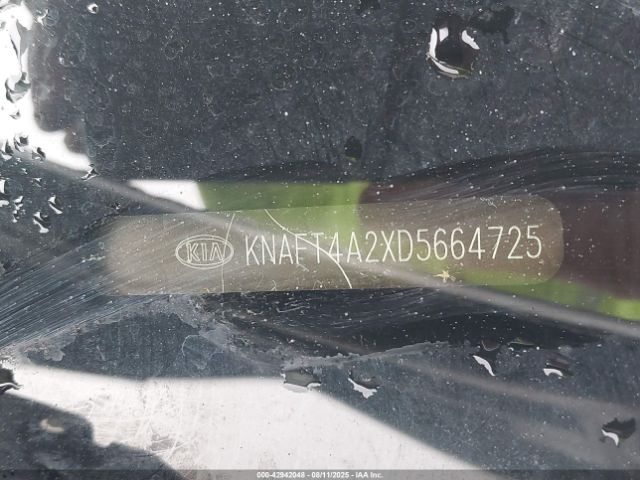 KIA KNAFT4A2XD5664725
000-42942048 - 08/11/2025 - IAA Inc.